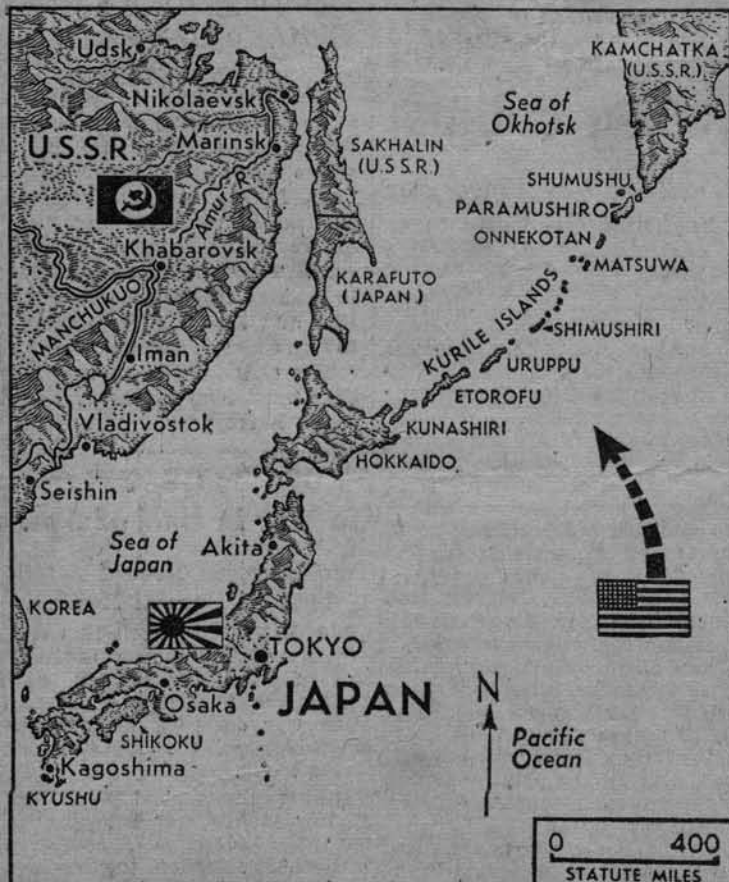 Udsk
KAMCHATKA
(U.S.S.R.)
Nikolaevsk
Sea of
Okhotsk
Marinsk
U.S.S.R.
SAKHALIN
(U.S.S.R.)
Amur R.
SHUMUSHU
PARAMUSHIRO
ONNEKOTAN
Khabarovsk
MATSUWA
KARAFUTO
(JAPAN)
MANCHUKUO
KURILE ISLANDS
SHIMUSHIRI
Iman
URUPPU
ETOROFU
Vladivostok
KUNASHIRI
HOKKAIDO
Seishin
Sea of
Japan
Akita
KOREA
TOKYO
JAPAN
N
Osaka
SHIKOKU
Pacific
Ocean
Kagoshima
KYUSHU
0 400
STATUTE MILES